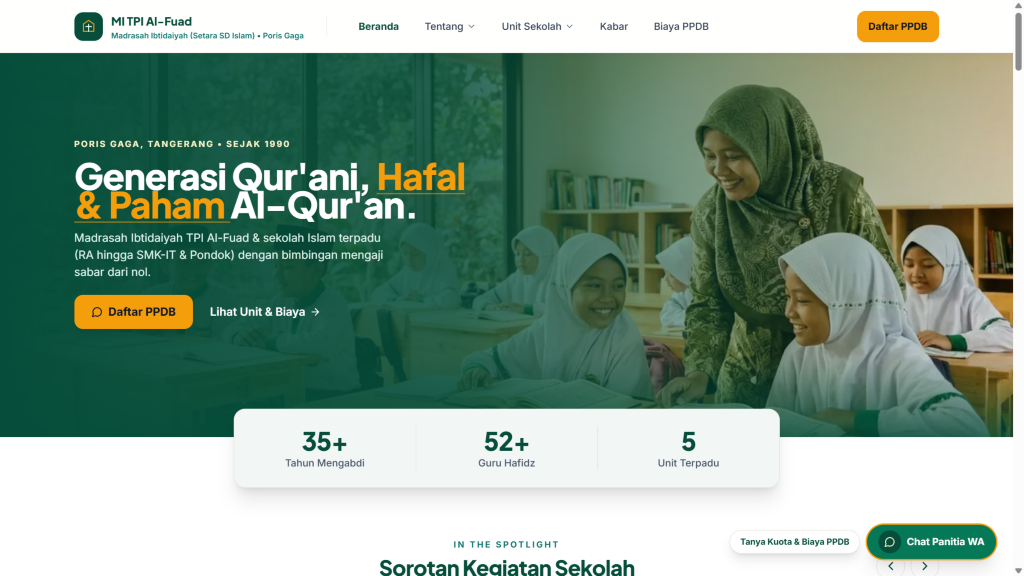 MI TPI Al-Fuad
Madrasah Ibtidaiyah (Setara SD Islam) • Poris Gaga
Beranda
Tentang
Unit Sekolah
Kabar
Biaya PPDB
Daftar PPDB
PORIS GAGA, TANGERANG • SEJAK 1990
Generasi Qur'ani, Hafal
& Paham Al-Qur'an.
Madrasah Ibtidaiyah TPI Al-Fuad & sekolah Islam terpadu
(RA hingga SMK-IT & Pondok) dengan bimbingan mengaji
sabar dari nol.
Daftar PPDB
Lihat Unit & Biaya →
35+
Tahun Mengabdi
52+
Guru Hafidz
5
Unit Terpadu
IN THE SPOTLIGHT
Sorotan Kegiatan Sekolah
Tanya Kuota & Biaya PPDB
Chat Panitia WA